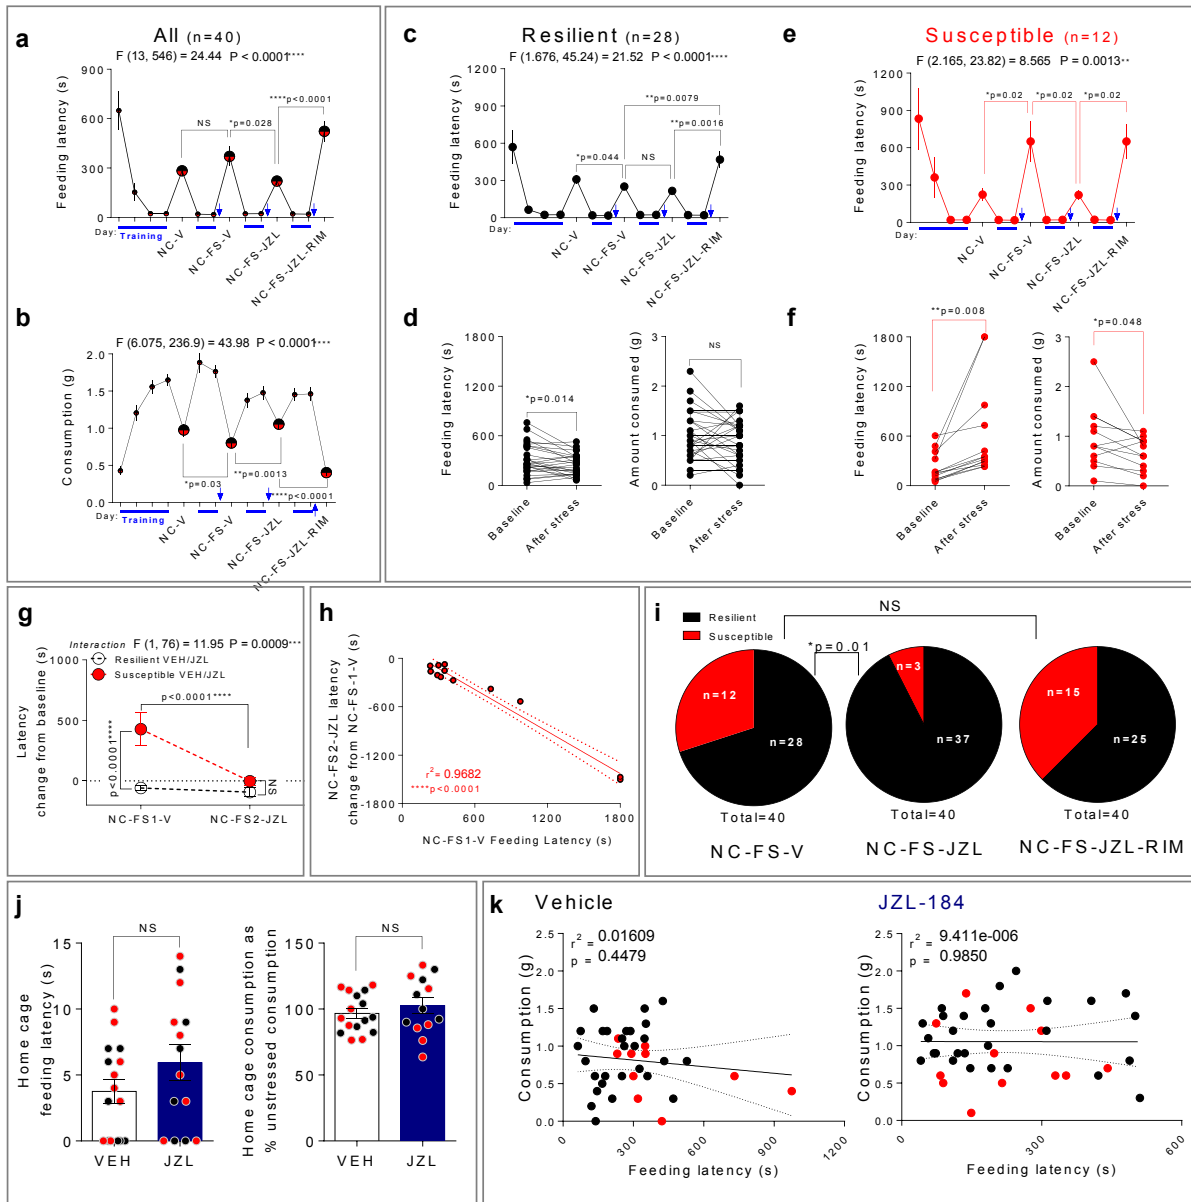 a
All (n=40)
F (13, 546) = 24.44 P < 0.0001****
Feeding latency (s)
900
600
300
0
NS
*p=0.028
****p<0.0001
Day:
Training
NC-V
NC-FS-V
NC-FS-JZL
NC-FS-JZL-RIM
b
F (6.075, 236.9) = 43.98 P < 0.0001****
Consumption (g)
2.0
1.5
1.0
0.5
0.0
*p=0.03
**p=0.0013
****p<0.0001
Day:
Training
NC-V
NC-FS-V
NC-FS-JZL
NC-FS-JZL-RIM
c
Resilient (n=28)
F (1.676, 45.24) = 21.52 P < 0.0001****
Feeding latency (s)
1200
900
600
300
0
*p=0.044
NS
**p=0.0079
**p=0.0016
Day:
NC-V
NC-FS-V
NC-FS-JZL
NC-FS-JZL-RIM
d
Feeding latency (s)
1800
1200
600
0
*p=0.014
Baseline
After stress
Amount consumed (g)
3
2
1
0
NS
Baseline
After stress
e
Susceptible (n=12)
F (2.165, 23.82) = 8.565 P = 0.0013**
Feeding latency (s)
1200
900
600
300
0
*p=0.02
*p=0.02
*p=0.02
Day:
NC-V
NC-FS-V
NC-FS-JZL
NC-FS-JZL-RIM
f
Feeding latency (s)
1800
1200
600
0
**p=0.008
Baseline
After stress
Amount consumed (g)
3
2
1
0
*p=0.048
Baseline
After stress
g
Interaction F (1, 76) = 11.95 P = 0.0009***
Resilient VEH/JZL
Susceptible VEH/JZL
Latency
change from baseline (s)
1000
500
0
p<0.0001****
p<0.0001****
NS
NC-FS1-V
NC-FS2-JZL
h
NC-FS2-JZL latency
change from NC-FS-1-V (s)
0
-600
-1200
-1800
r2 = 0.9682
****p<0.0001
0
600
1200
1800
NC-FS1-V Feeding Latency (s)
i
Resilient
Susceptible
NS
*p=0.01
n=12
n=28
Total=40
NC-FS-V
n=3
n=37
Total=40
NC-FS-JZL
n=15
n=25
Total=40
NC-FS-JZL-RIM
j
Home cage
feeding latency (s)
15
10
5
0
NS
VEH
JZL
Home cage consumption as
% unstressed consumption
150
100
50
0
NS
VEH
JZL
k
Vehicle
r2 = 0.01609
p = 0.4479
Consumption (g)
2.5
2.0
1.5
1.0
0.5
0.0
0
300
600
900
1200
Feeding latency (s)
JZL-184
r2 = 9.411e-006
p = 0.9850
Consumption (g)
2.5
2.0
1.5
1.0
0.5
0.0
0
300
600
Feeding latency (s)